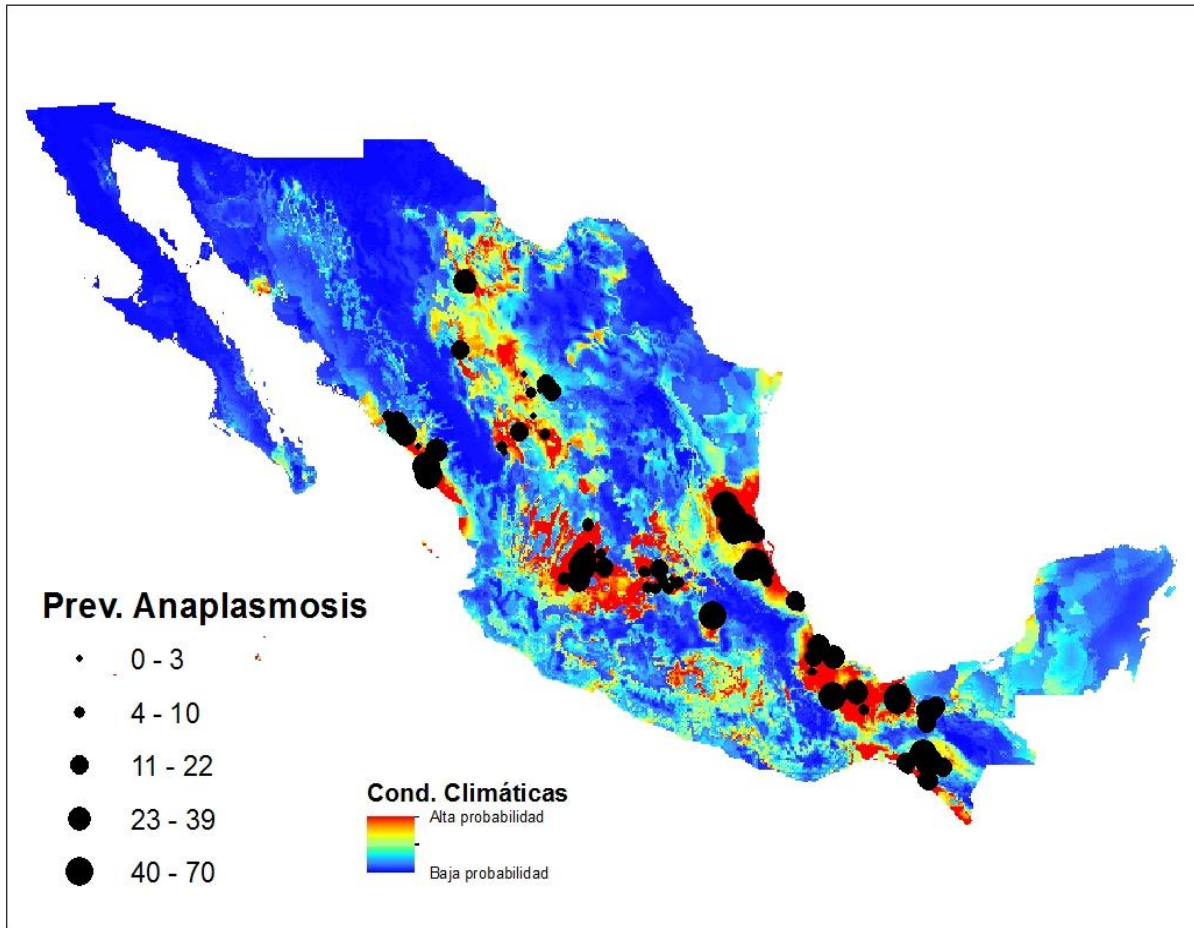 Prev. Anaplasmosis
0 - 3
4 - 10
11 - 22
23 - 39
40 - 70
Cond. Climáticas
Alta probabilidad
Baja probabilidad